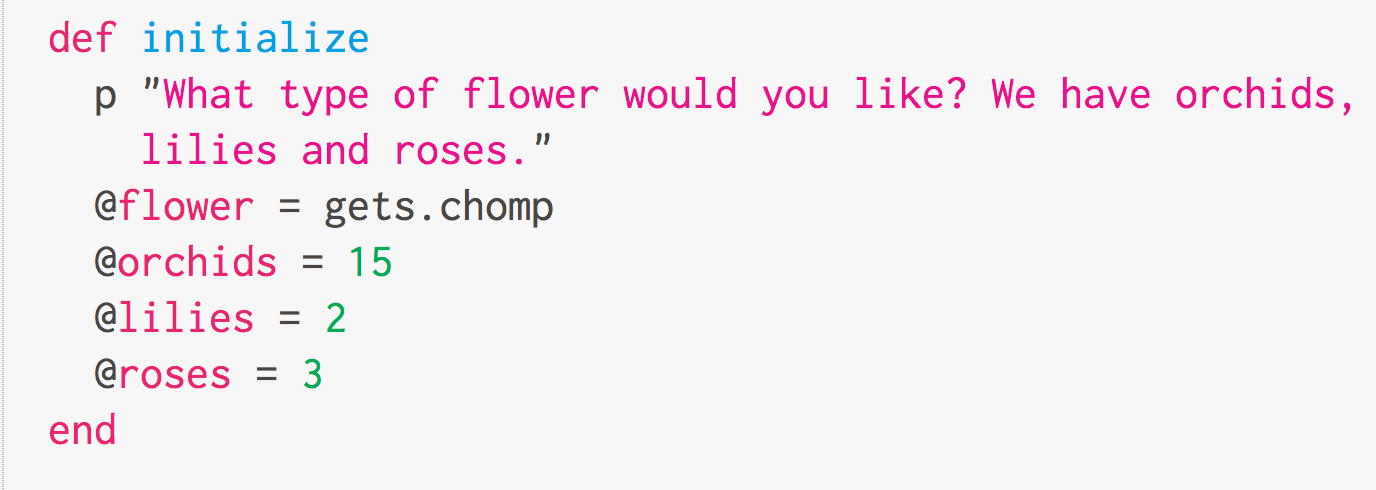 def initialize
  p "What type of flower would you like? We have orchids,
    lilies and roses."
  @flower = gets.chomp
  @orchids = 15
  @lilies = 2
  @roses = 3
end